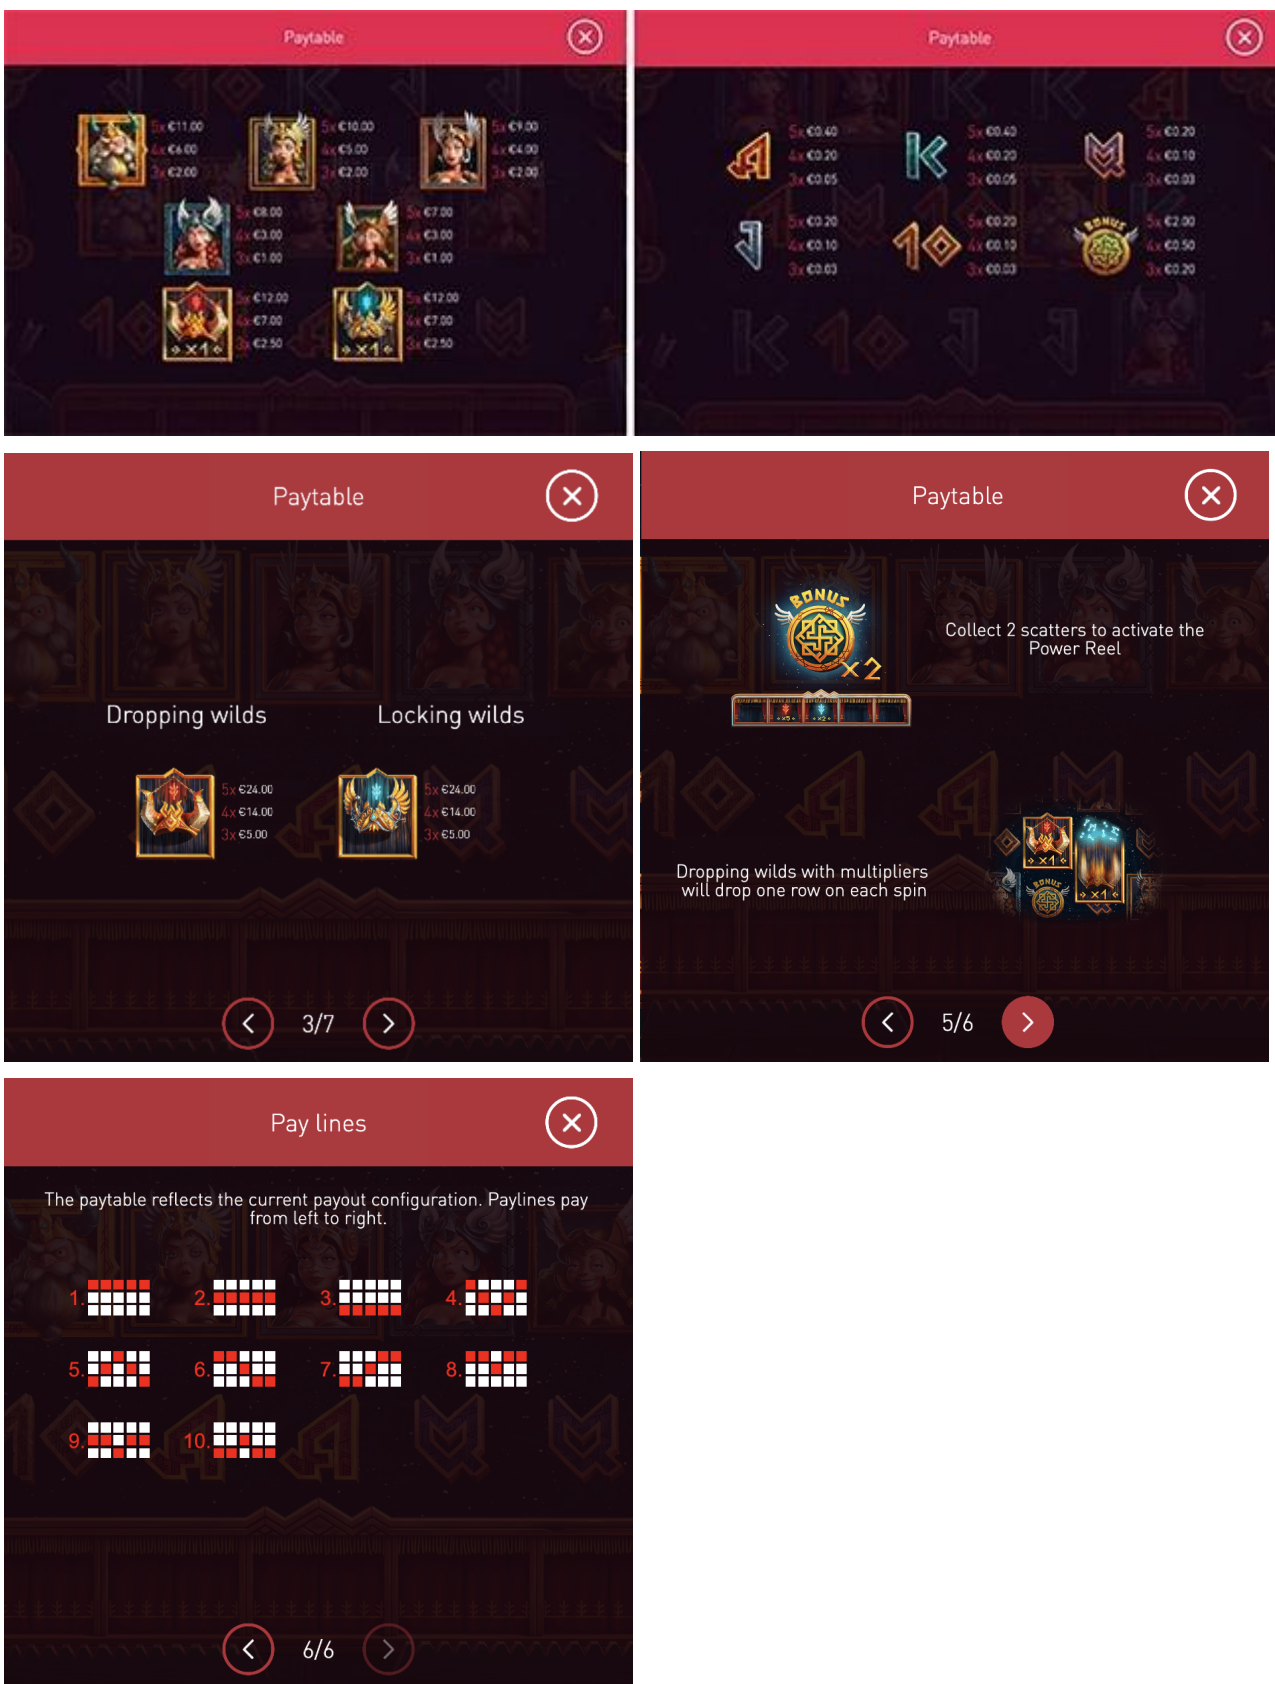 Paytable
5x €11.00
4x €6.00
3x €2.00
5x €10.00
4x €5.00
3x €2.00
5x €9.00
4x €4.00
3x €2.00
5x €8.00
4x €3.00
3x €1.00
5x €7.00
4x €3.00
3x €1.00
x1
5x €12.00
4x €7.00
3x €2.50
x1
5x €12.00
4x €7.00
3x €2.50
Paytable
A
5x €0.40
4x €0.20
3x €0.05
K
5x €0.40
4x €0.20
3x €0.05
Q
5x €0.20
4x €0.10
3x €0.03
J
5x €0.20
4x €0.10
3x €0.03
10
5x €0.20
4x €0.10
3x €0.03
BONUS
5x €2.00
4x €0.50
3x €0.20
Paytable
Dropping wilds
5x €24.00
4x €14.00
3x €5.00
Locking wilds
5x €24.00
4x €14.00
3x €5.00
3/7
Paytable
BONUS
x2
x5 x2
Collect 2 scatters to activate the
Power Reel
Dropping wilds with multipliers
will drop one row on each spin
x1
x1
BONUS
5/6
Pay lines
The paytable reflects the current payout configuration. Paylines pay
from left to right.
1. 2. 3. 4.
5. 6. 7. 8.
9. 10.
6/6